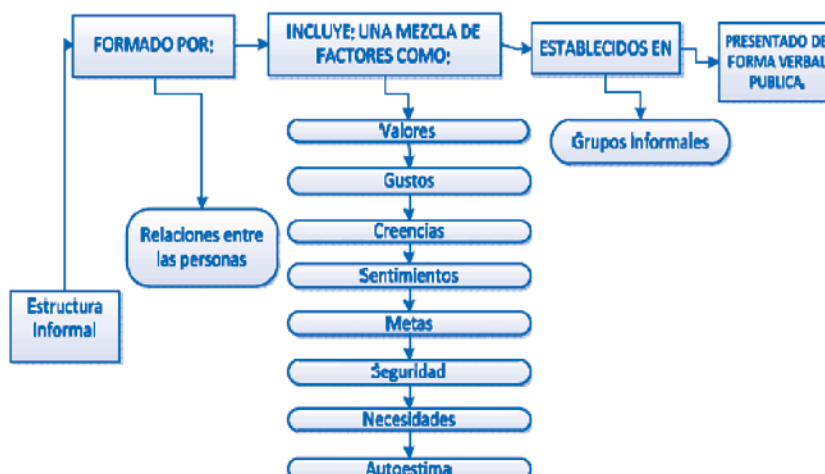 FORMADO POR:
INCLUYE: UNA MEZCLA DE
FACTORES COMO:
ESTABLECIDOS EN
PRESENTADO DE
FORMA VERBAL
PUBLICA.
Valores
Grupos Informales
Gustos
Relaciones entre
las personas
Creencias
Sentimientos
Estructura
Informal
Metas
Seguridad
Necesidades
Autoestima